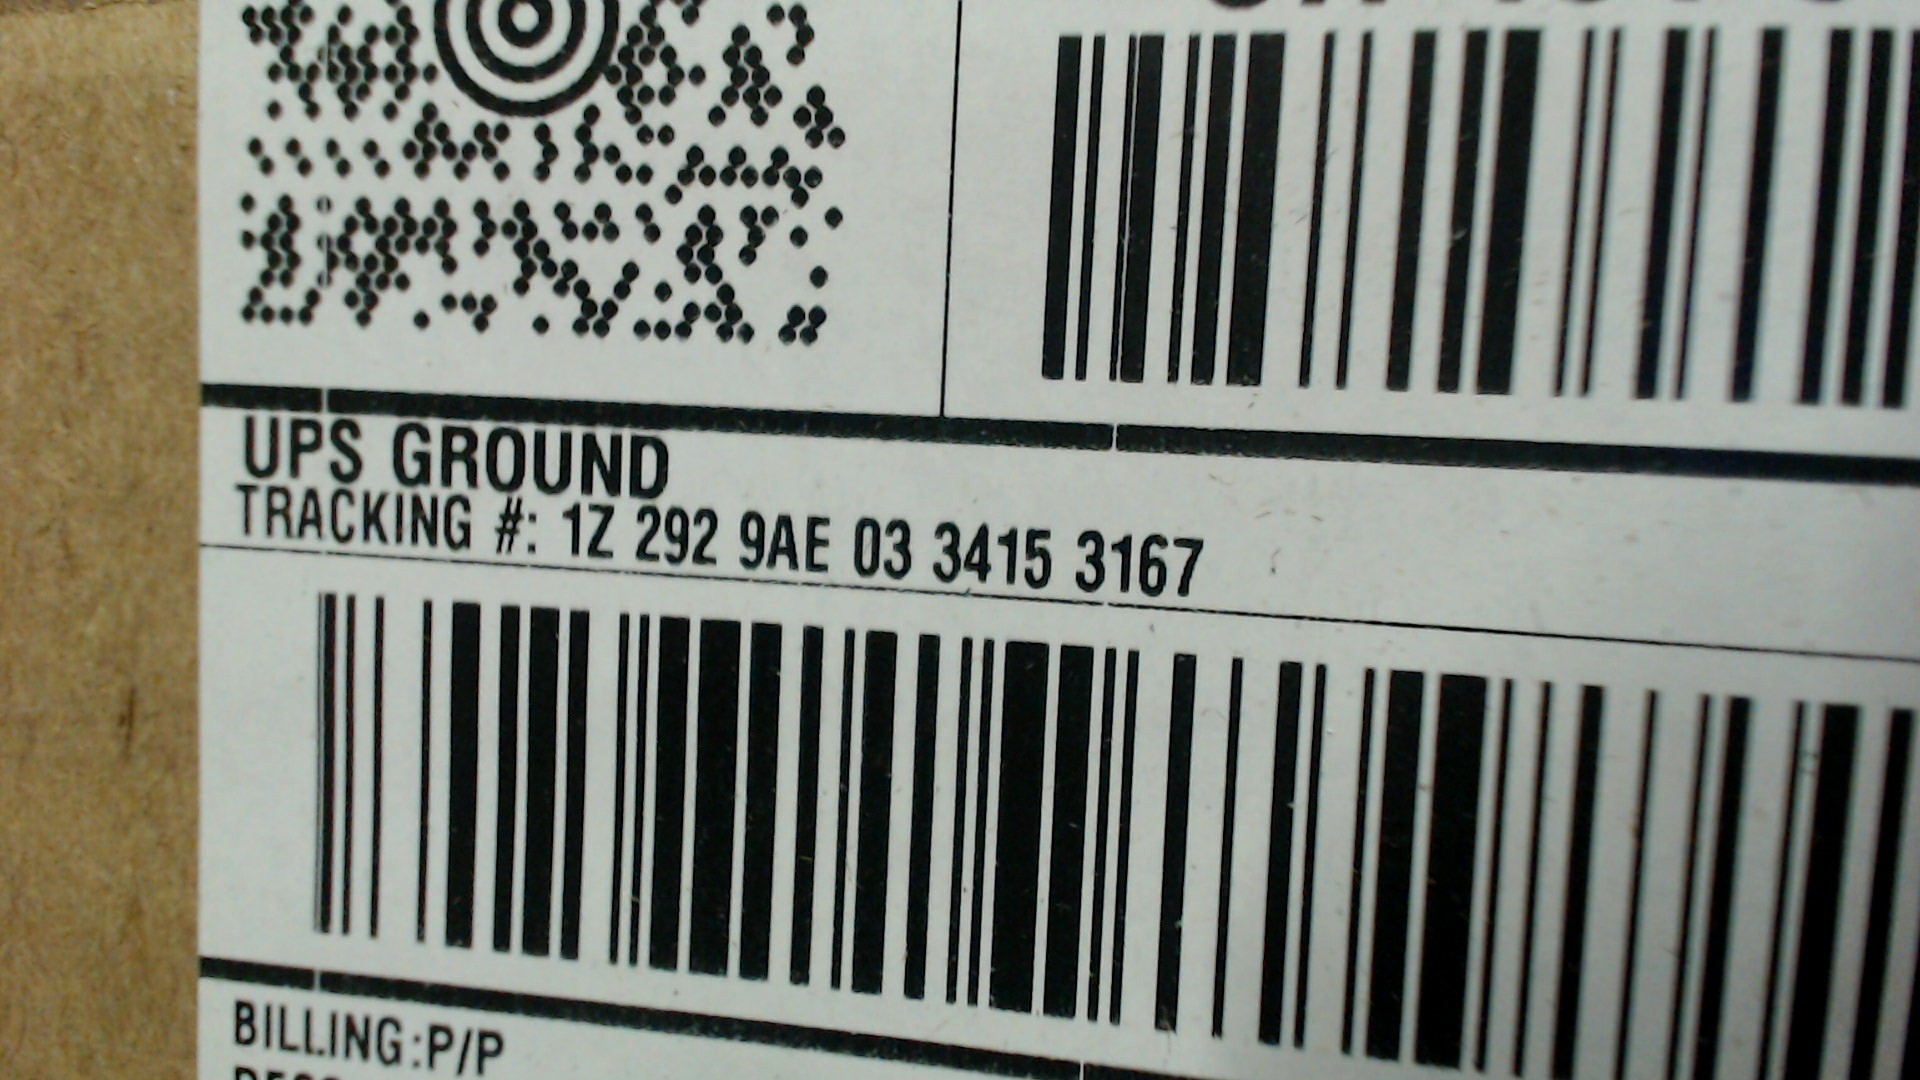 UPS GROUND
TRACKING #: 1Z 292 9AE 03 3415 3167
BILLING:P/P